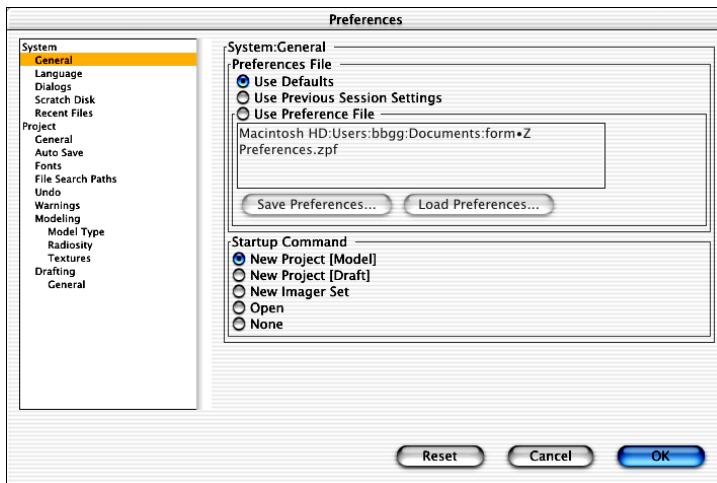 Preferences
System
General
Language
Dialogs
Scratch Disk
Recent Files
Project
General
Auto Save
Fonts
File Search Paths
Undo
Warnings
Modeling
Model Type
Radiosity
Textures
Drafting
General
System:General
Preferences File
Use Defaults
Use Previous Session Settings
Use Preference File
Macintosh HD:Users:bbgg:Documents:form•Z
Preferences.zpf
Save Preferences... Load Preferences...
Startup Command
New Project [Model]
New Project [Draft]
New Imager Set
Open
None
Reset Cancel OK